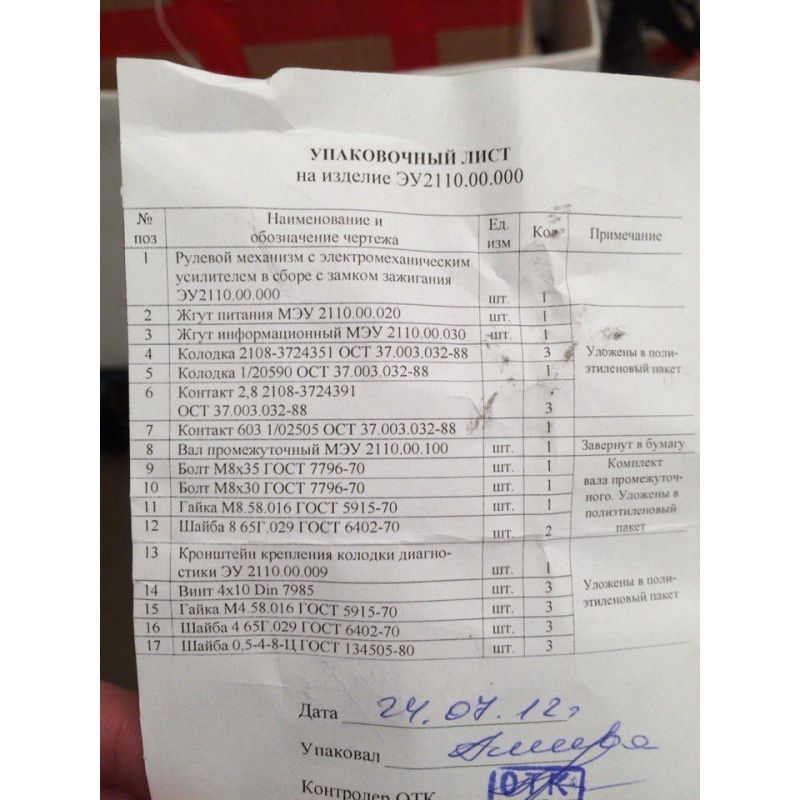 УПАКОВОЧНЫЙ ЛИСТ
на изделие ЭУ2110.00.000
№ поз Наименование и обозначение чертежа Ед. изм Кол Примечание
1 Рулевой механизм с электромеханическим
усилителем в сборе с замком зажигания
ЭУ2110.00.000 шт. 1
2 Жгут питания МЭУ 2110.00.020 шт. 1
3 Жгут информационный МЭУ 2110.00.030 шт. 1
4 Колодка 2108-3724351 ОСТ 37.003.032-88 3 Уложены в поли-
5 Колодка 1/20590 ОСТ 37.003.032-88 1 этиленовый пакет
6 Контакт 2,8 2108-3724391
ОСТ 37.003.032-88 3
7 Контакт 603 1/02505 ОСТ 37.003.032-88 1
8 Вал промежуточный МЭУ 2110.00.100 шт. 1 Завернут в бумагу
9 Болт М8х35 ГОСТ 7796-70 шт. 1 Комплект
10 Болт М8х30 ГОСТ 7796-70 шт. 1 вала промежуточ-
11 Гайка М8.58.016 ГОСТ 5915-70 шт. 1 ного. Уложены в
полиэтиленовый
12 Шайба 8 65Г.029 ГОСТ 6402-70 шт. 2 пакет
13 Кронштейн крепления колодки диагно-
стики ЭУ 2110.00.009 шт. 1
14 Винт 4х10 Din 7985 шт. 3 Уложены в поли-
15 Гайка М4.58.016 ГОСТ 5915-70 шт. 3 этиленовый пакет
16 Шайба 4 65Г.029 ГОСТ 6402-70 шт. 3
17 Шайба 0,5-4-8-Ц ГОСТ 134505-80 шт. 3
Дата 24.07.12г
Упаковал
Контролер ОТК ОТК